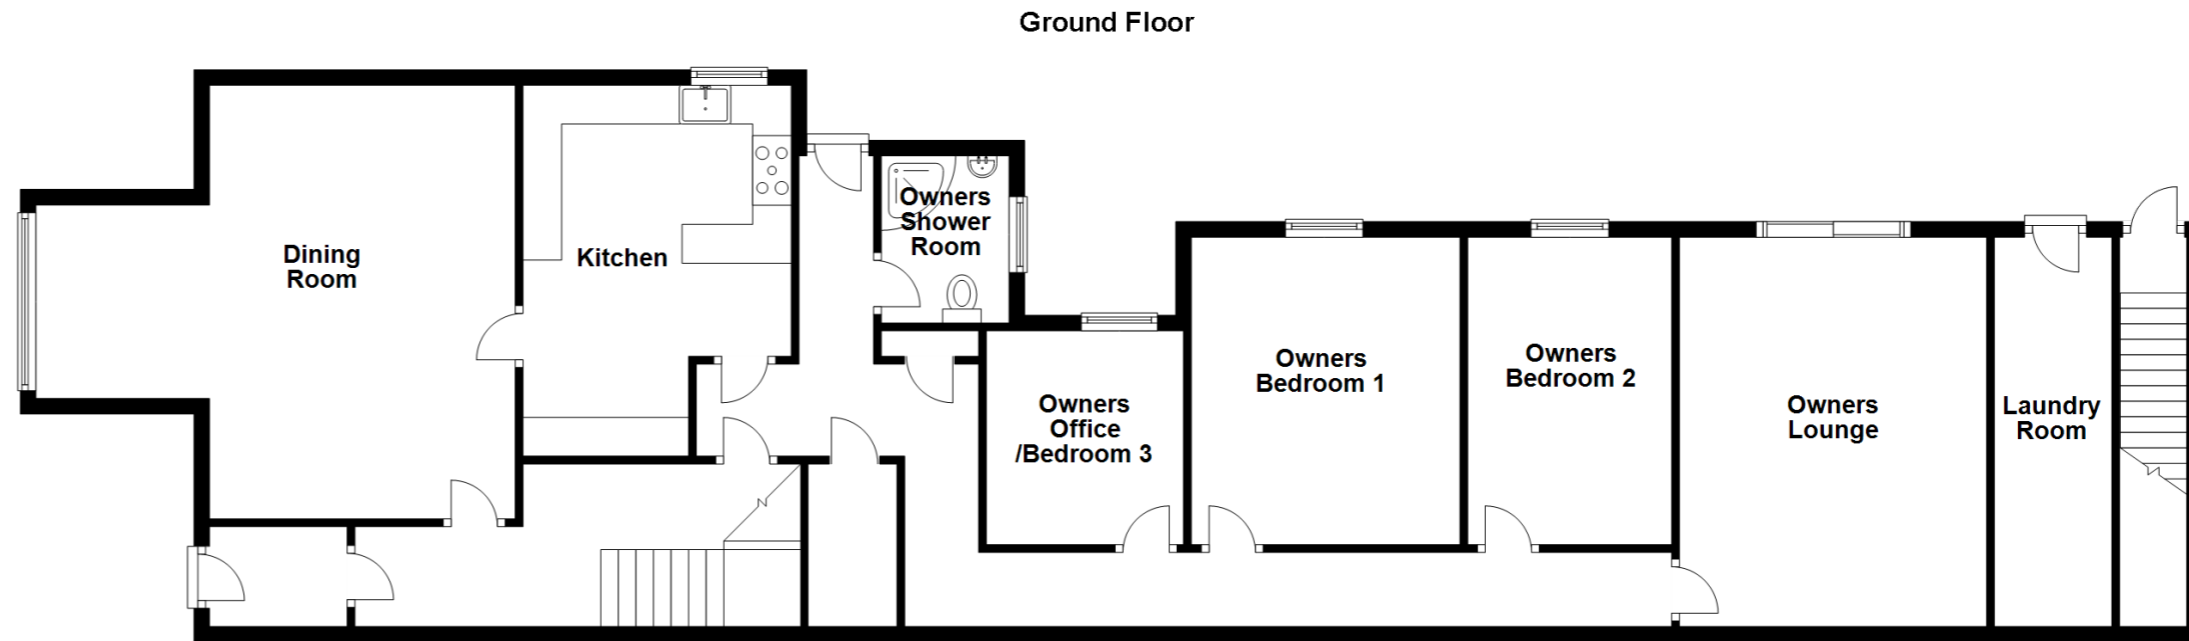 Ground Floor
Dining
Room
Kitchen
Owners
Shower
Room
Owners
Office
/Bedroom 3
Owners
Bedroom 1
Owners
Bedroom 2
Owners
Lounge
Laundry
Room